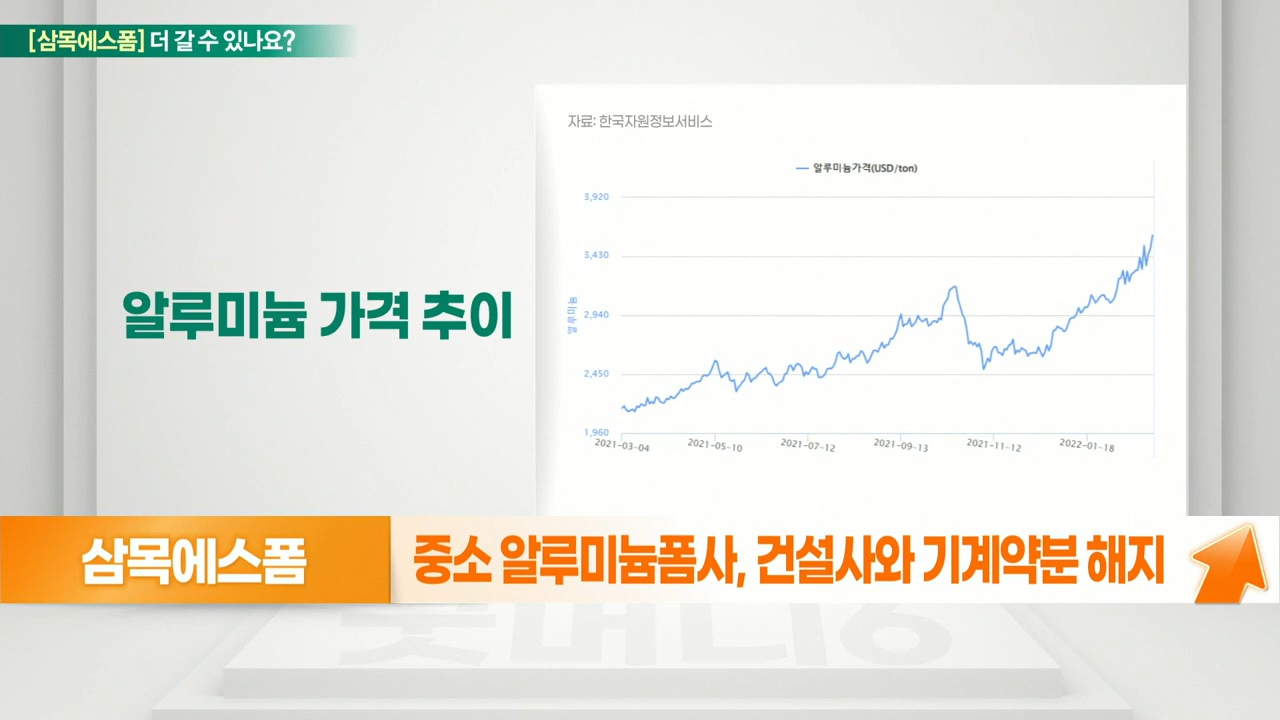 [삼목에스폼] 더 갈 수 있나요?
자료: 한국자원정보서비스
알루미늄가격(USD/ton)
3,920
3,430
2,940
2,450
1,960
알루미늄
2021-03-04 2021-05-10 2021-07-12 2021-09-13 2021-11-12 2022-01-18
알루미늄 가격 추이
삼목에스폼
중소 알루미늄폼사, 건설사와 기계약분 해지